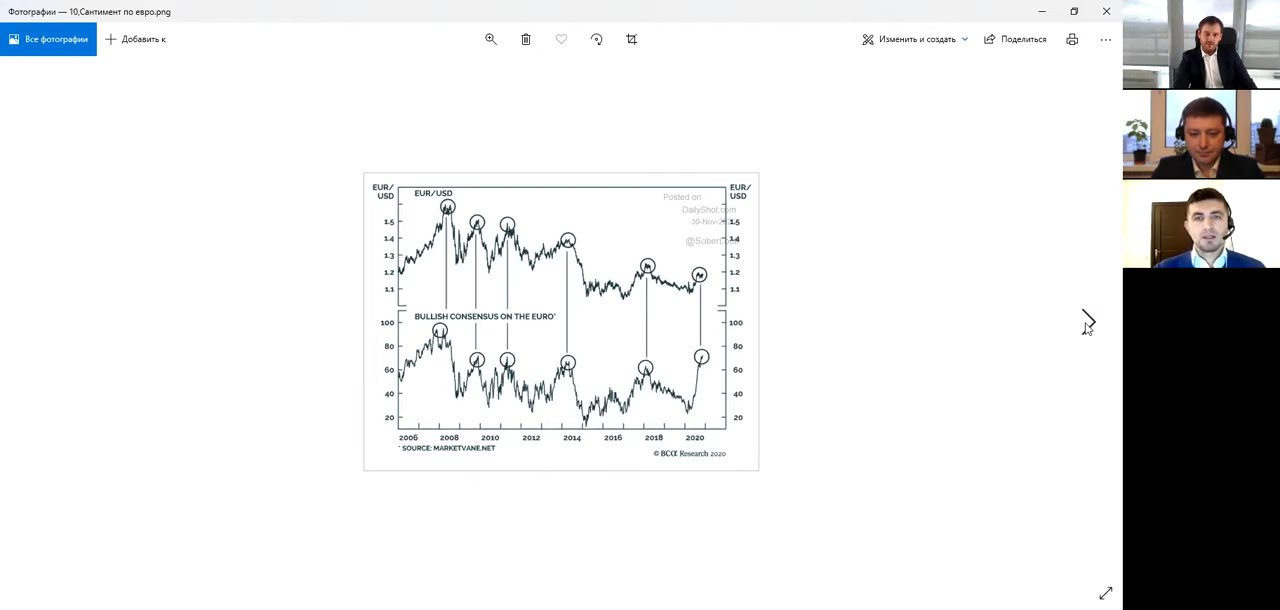 Фотографии — 10,Сантимент по евро.png
Все фотографии
Добавить к
Изменить и создать
Поделиться
EUR/
USD
EUR/USD
EUR/
USD
Posted on
DailyShot.com
1.5
1.5
1.4
1.4
1.3
1.3
1.2
1.2
1.1
1.1
BULLISH CONSENSUS ON THE EURO*
100
100
80
80
60
60
40
40
20
20
2006 2008 2010 2012 2014 2016 2018 2020
* SOURCE: MARKETVANE.NET
© BCα Research 2020